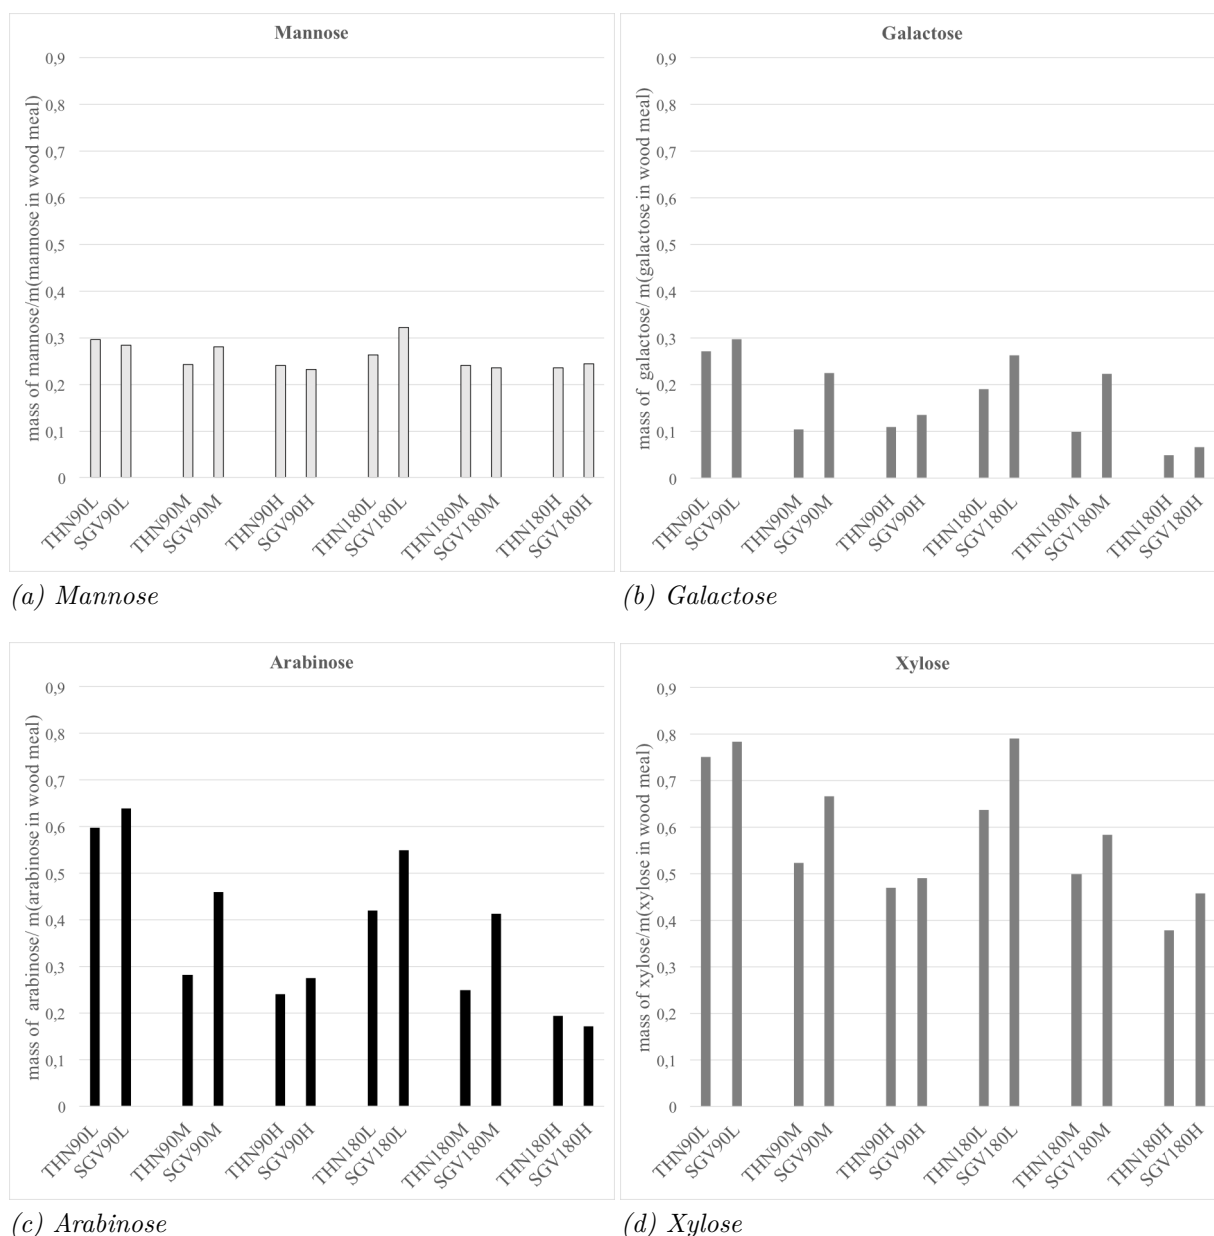 Mannose
mass of mannose/m(mannose in wood meal)
0,9
0,8
0,7
0,6
0,5
0,4
0,3
0,2
0,1
0
THN90L
SGV90L
THN90M
SGV90M
THN90H
SGV90H
THN180L
SGV180L
THN180M
SGV180M
THN180H
SGV180H
(a) Mannose
Galactose
mass of galactose/ m(galactose in wood meal)
0,9
0,8
0,7
0,6
0,5
0,4
0,3
0,2
0,1
0
THN90L
SGV90L
THN90M
SGV90M
THN90H
SGV90H
THN180L
SGV180L
THN180M
SGV180M
THN180H
SGV180H
(b) Galactose
Arabinose
mass of arabinose/ m(arabinose in wood meal)
0,9
0,8
0,7
0,6
0,5
0,4
0,3
0,2
0,1
0
THN90L
SGV90L
THN90M
SGV90M
THN90H
SGV90H
THN180L
SGV180L
THN180M
SGV180M
THN180H
SGV180H
(c) Arabinose
Xylose
mass of xylose/m(xylose in wood meal)
0,9
0,8
0,7
0,6
0,5
0,4
0,3
0,2
0,1
0
THN90L
SGV90L
THN90M
SGV90M
THN90H
SGV90H
THN180L
SGV180L
THN180M
SGV180M
THN180H
SGV180H
(d) Xylose